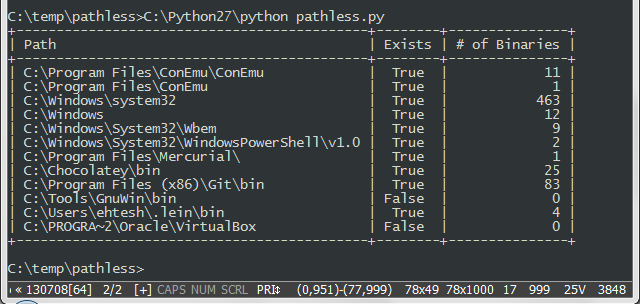 C:\temp\pathless>C:\Python27\python pathless.py
+-----------------------------------------+--------+---------------+
| Path                                    | Exists | # of Binaries |
+-----------------------------------------+--------+---------------+
| C:\Program Files\ConEmu\ConEmu          |  True  |            11 |
| C:\Program Files\ConEmu                 |  True  |             1 |
| C:\Windows\system32                     |  True  |           463 |
| C:\Windows                              |  True  |            12 |
| C:\Windows\System32\Wbem                |  True  |             9 |
| C:\Windows\System32\WindowsPowerShell\v1.0 |  True  |             2 |
| C:\Program Files\Mercurial\             |  True  |             1 |
| C:\Chocolatey\bin                       |  True  |            25 |
| C:\Program Files (x86)\Git\bin          |  True  |            83 |
| C:\Tools\GnuWin\bin                     | False  |             0 |
| C:\Users\ehtesh\.lein\bin               |  True  |             4 |
| C:\PROGRA~2\Oracle\VirtualBox           | False  |             0 |
+-----------------------------------------+--------+---------------+
C:\temp\pathless>
« 130708[64] 2/2 [+] CAPS NUM SCRL PRI↕ (0,951)-(77,999) 78x49 78x1000 17 999 25V 3848